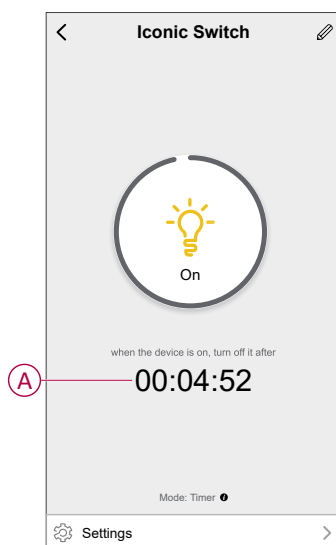 Iconic Switch
On
when the device is on, turn off it after
A
00:04:52
Mode: Timer i
Settings